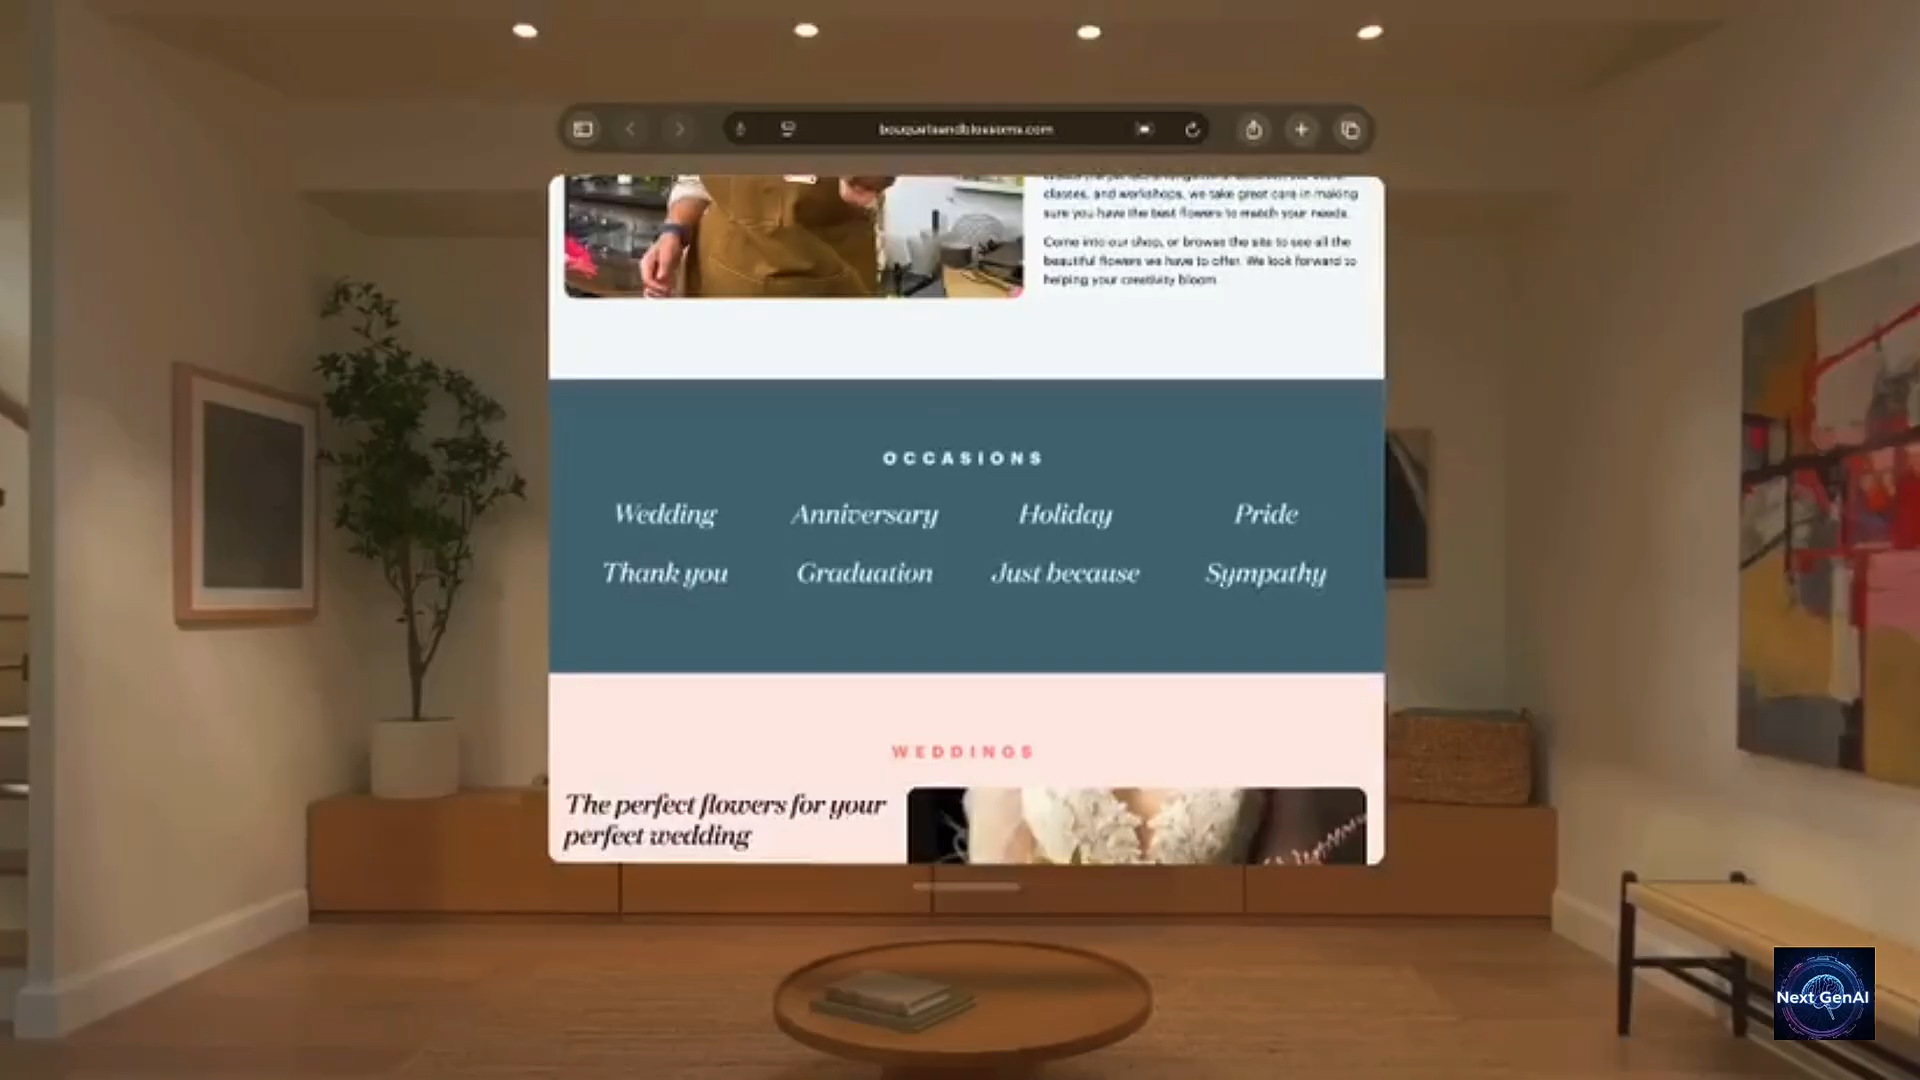 bouquetsandblossoms.com
classes, and workshops, we take great care in making
sure you have the best flowers to match your needs.
Come into our shop, or browse the site to see all the
beautiful flowers we have to offer. We look forward to
helping your creativity bloom.
OCCASIONS
Wedding Anniversary Holiday Pride
Thank you Graduation Just because Sympathy
WEDDINGS
The perfect flowers for your
perfect wedding
Next GenAI